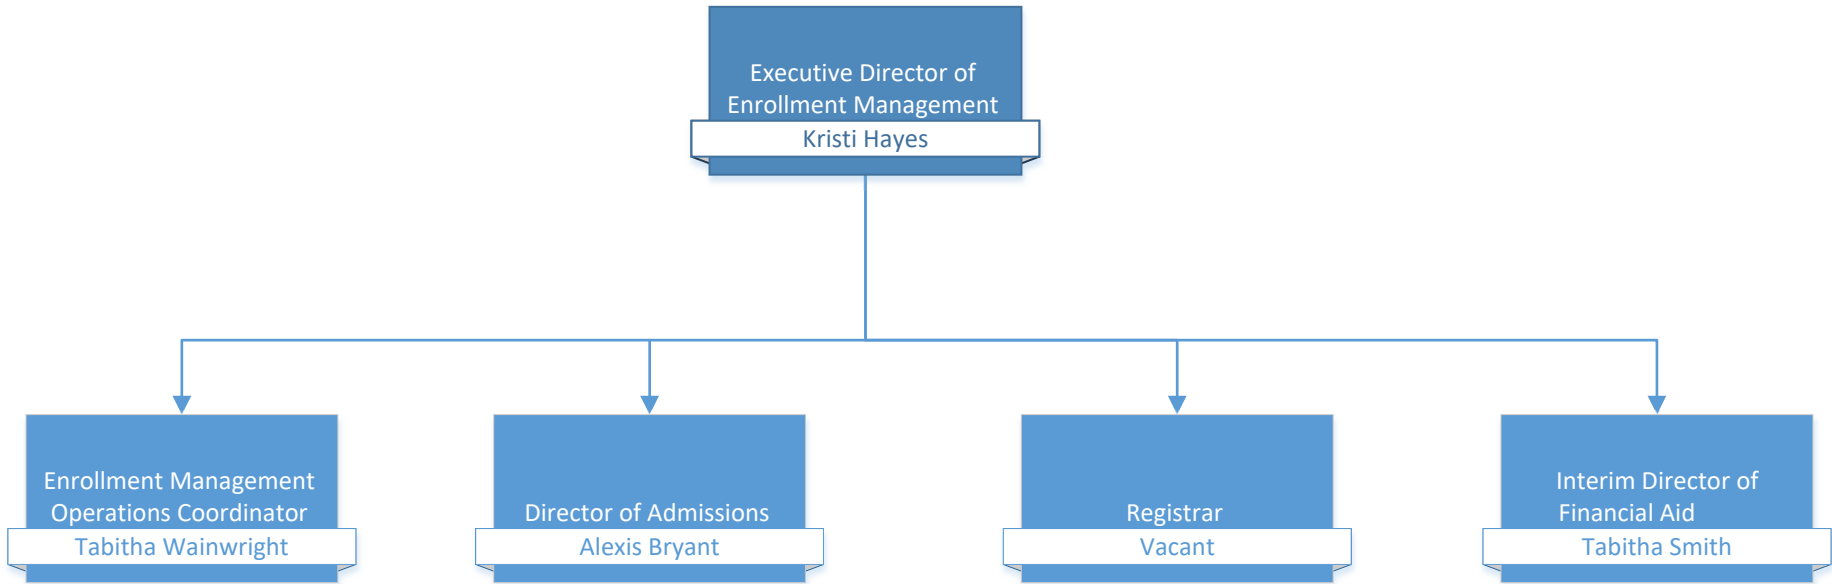 Executive Director of
Enrollment Management
Kristi Hayes
Enrollment Management
Operations Coordinator
Tabitha Wainwright
Director of Admissions
Alexis Bryant
Registrar
Vacant
Interim Director of
Financial Aid
Tabitha Smith